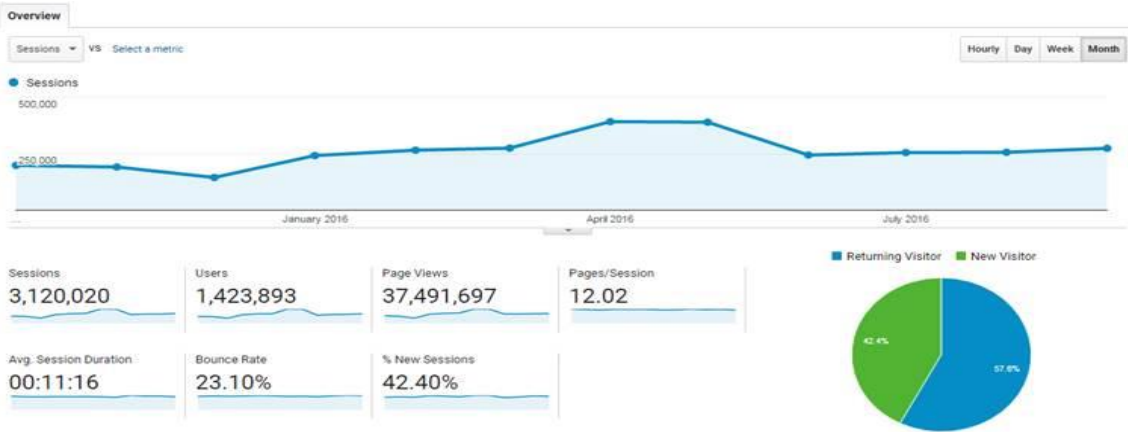 Overview
Sessions VS Select a metric
Hourly Day Week Month
Sessions
500,000
250,000
... January 2016 April 2016 July 2016
Returning Visitor New Visitor
Sessions Users Page Views Pages/Session
3,120,020 1,423,893 37,491,697 12.02
42.4%
57.6%
Avg. Session Duration Bounce Rate % New Sessions
00:11:16 23.10% 42.40%